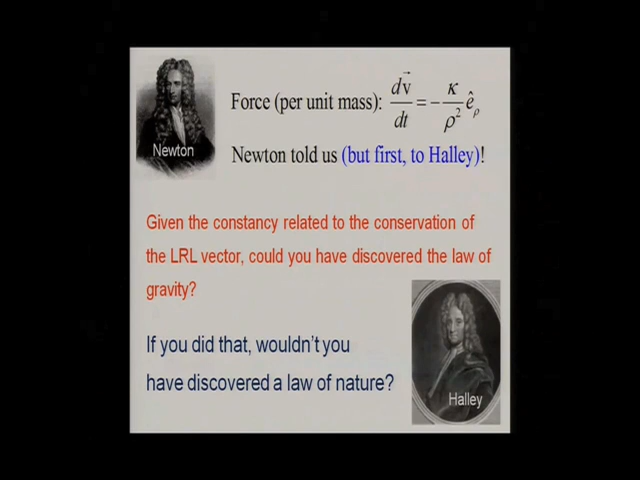 Newton
Force (per unit mass): dv⃗/dt = −κ/ρ² ê_ρ
Newton told us (but first, to Halley)!
Given the constancy related to the conservation of
the LRL vector, could you have discovered the law of
gravity?
If you did that, wouldn't you
have discovered a law of nature?
Halley